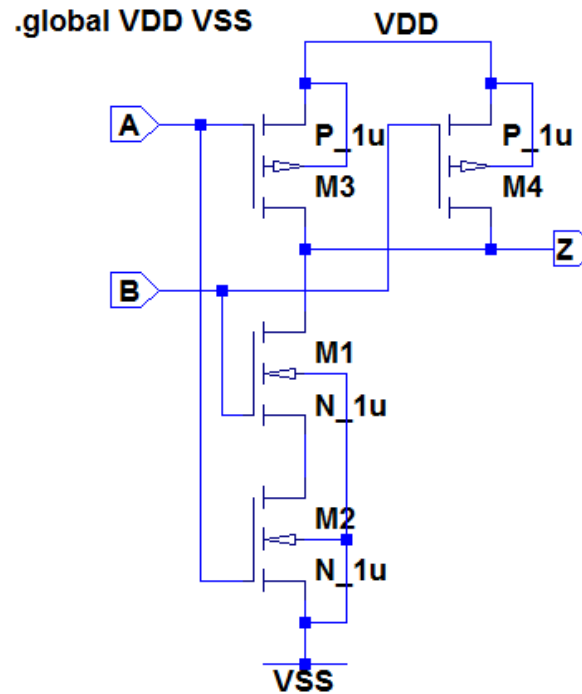 .global VDD VSS
VDD
A
P_1u
P_1u
M3
M4
Z
B
M1
N_1u
M2
N_1u
VSS